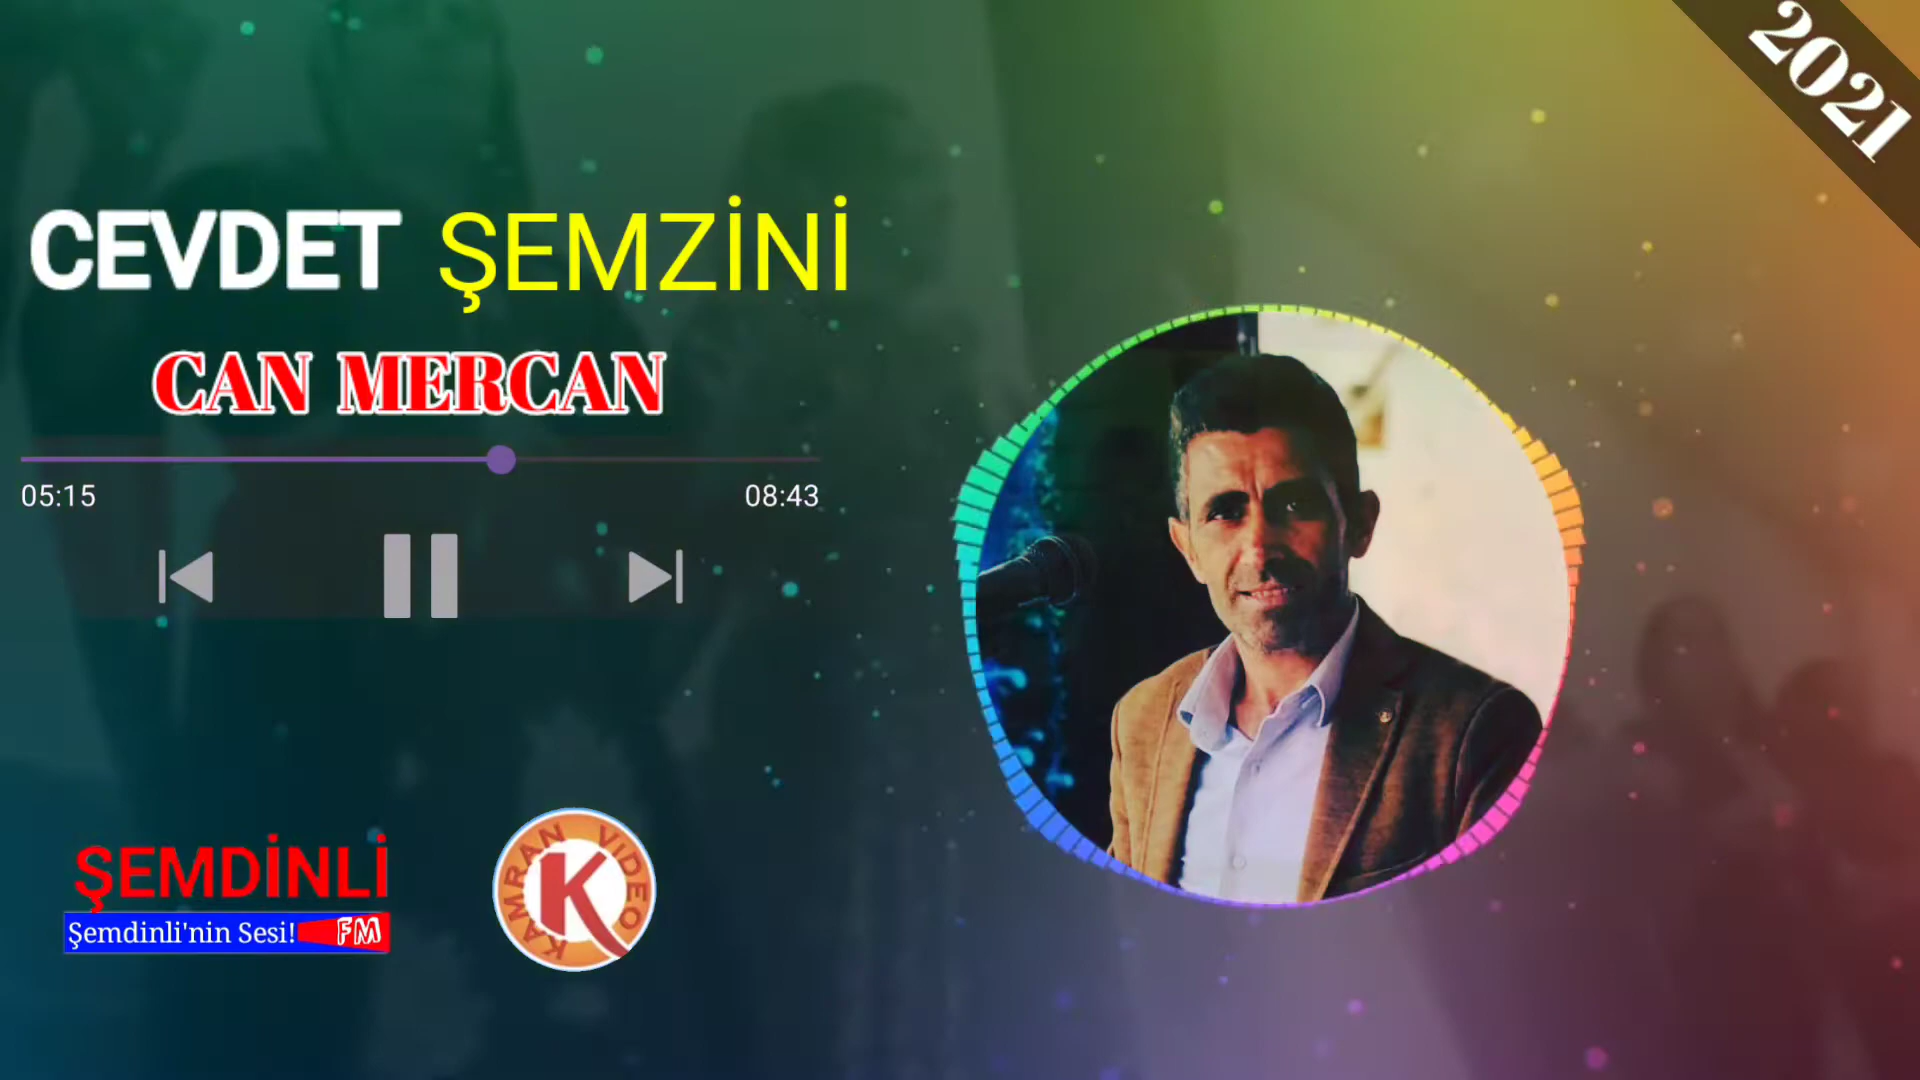 2021
CEVDET ŞEMZİNİ
CAN MERCAN
05:15 08:43
ŞEMDİNLİ
Şemdinli'nin Sesi! FM
KAMRAN VIDEO
K